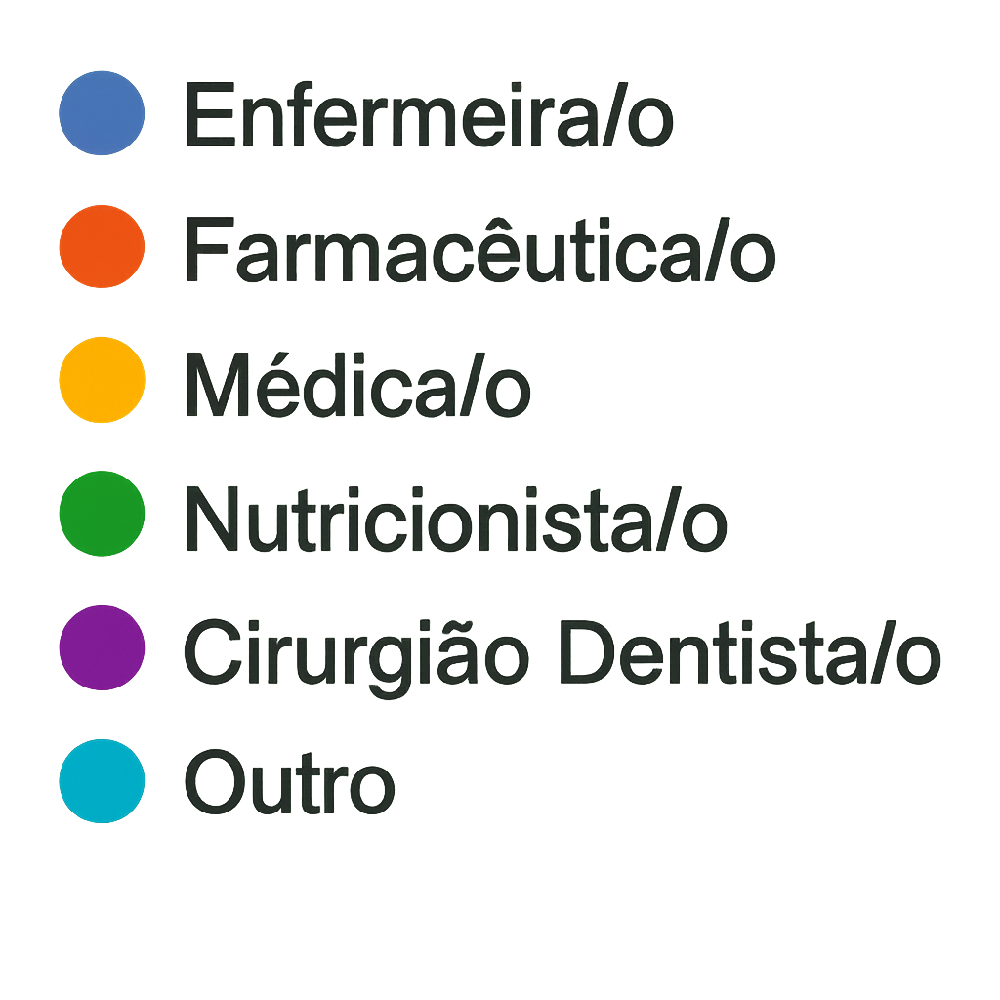 Enfermeira/o
Farmacêutica/o
Médica/o
Nutricionista/o
Cirurgião Dentista/o
Outro